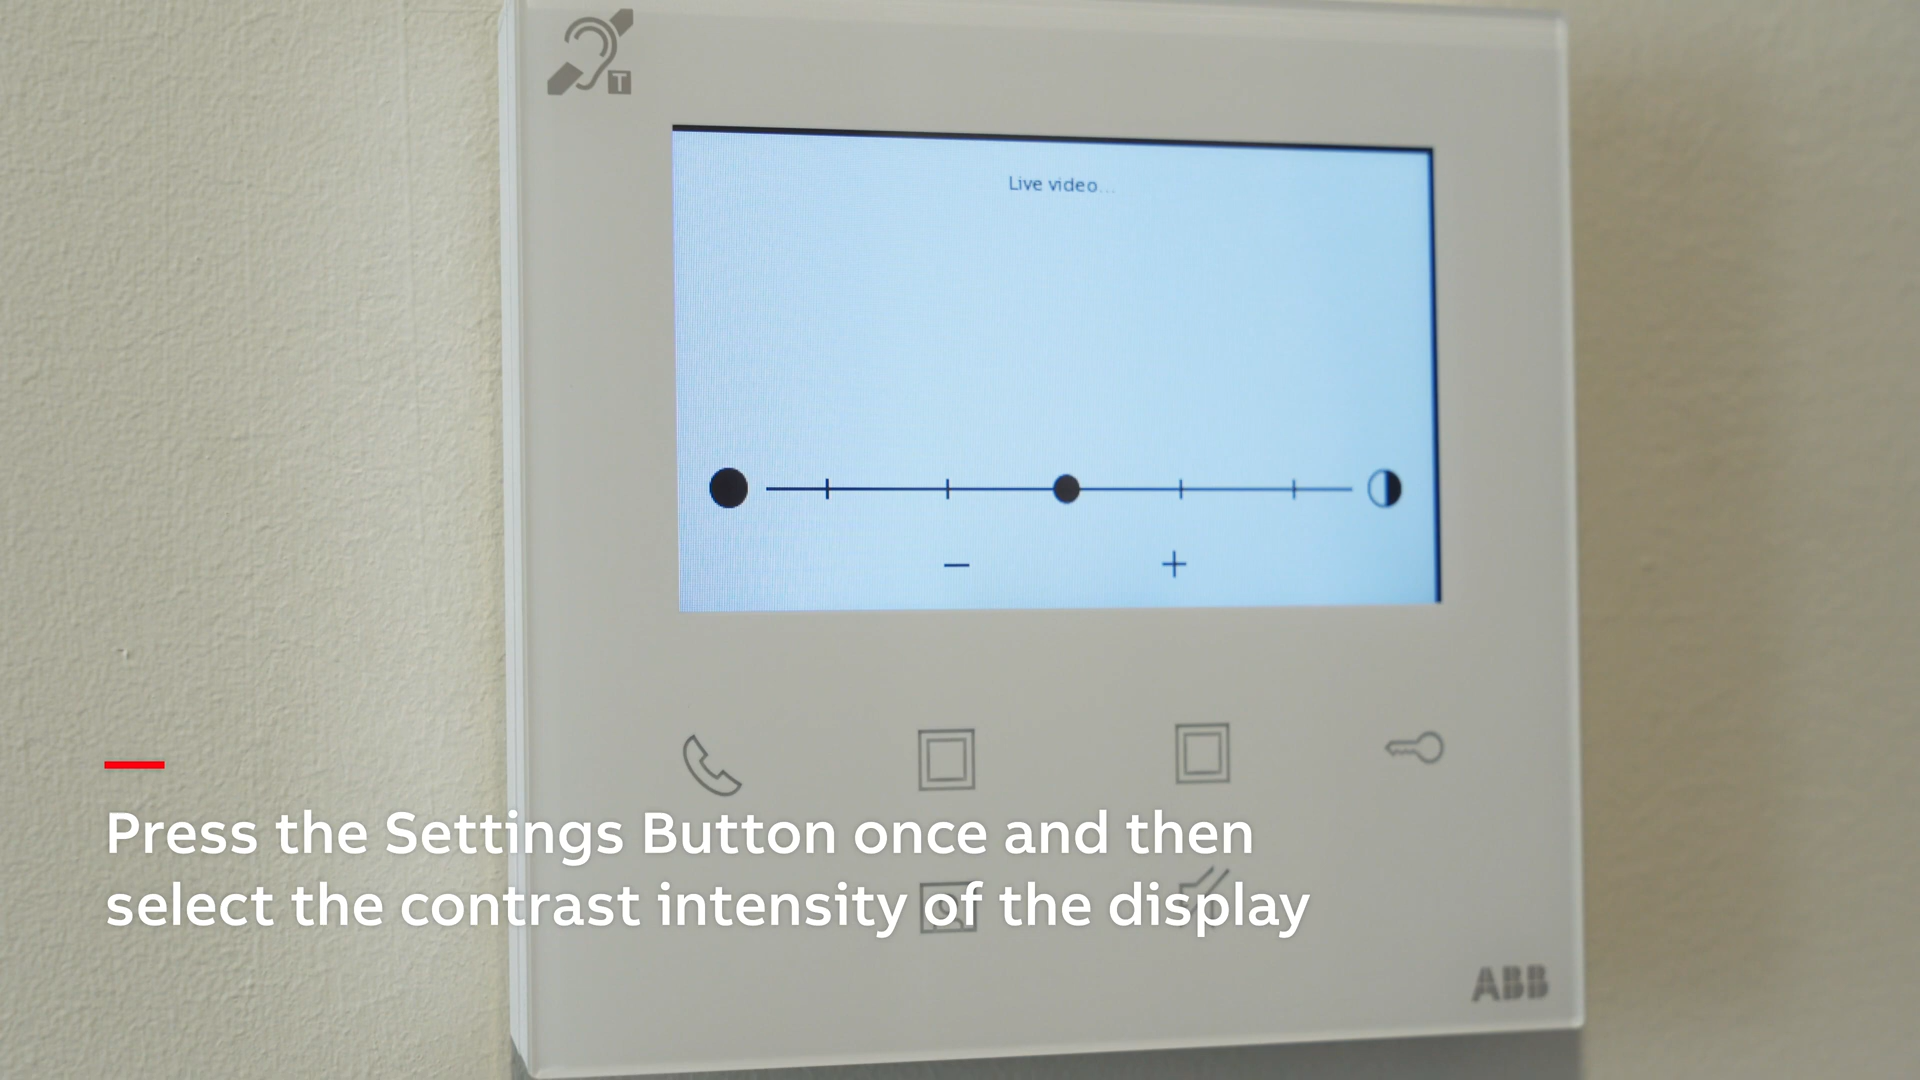 T
Live video...
Press the Settings Button once and then
select the contrast intensity of the display
ABB